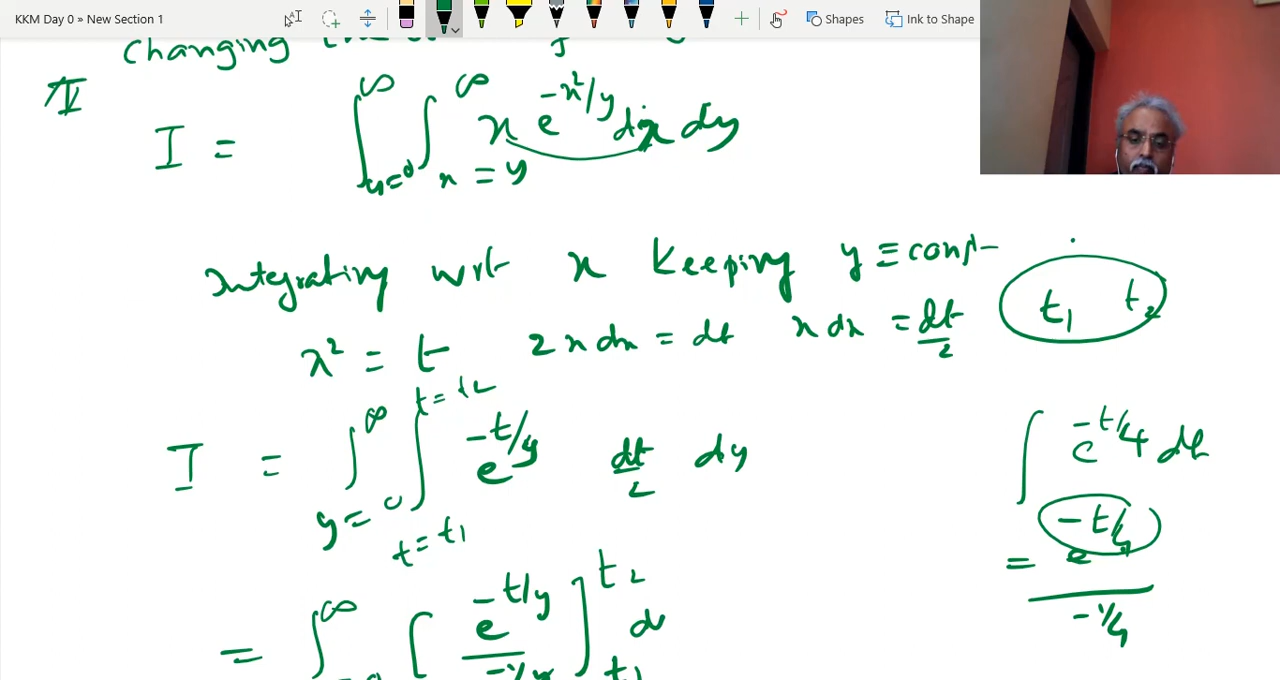 KKM Day 0 » New Section 1
Shapes Ink to Shape
Changing the
IV
I = ∫_{y=0}^{∞} ∫_{x=y}^{∞} x e^{-x²/y} dx dy
Integrating wrt x keeping y ≡ const
x² = t 2x dx = dt x dx = dt/2 t₁ t₂
I = ∫_{y=0}^{∞} ∫_{t=t₁}^{t=t₂} e^{-t/y} dt/2 dy
∫ e^{-t/4} dt
= e^{-t/4} / -1/4
= ∫^{∞} [ e^{-t/y} / -1/y ]_{t₁}^{t₂} d